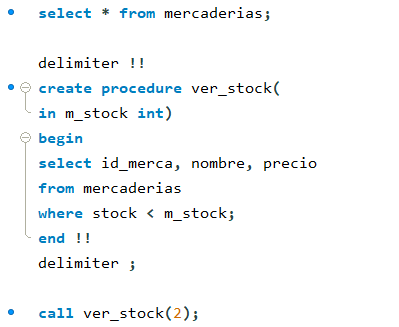 select * from mercaderias;
delimiter !!
create procedure ver_stock(
in m_stock int)
begin
select id_merca, nombre, precio
from mercaderias
where stock < m_stock;
end !!
delimiter ;
call ver_stock(2);